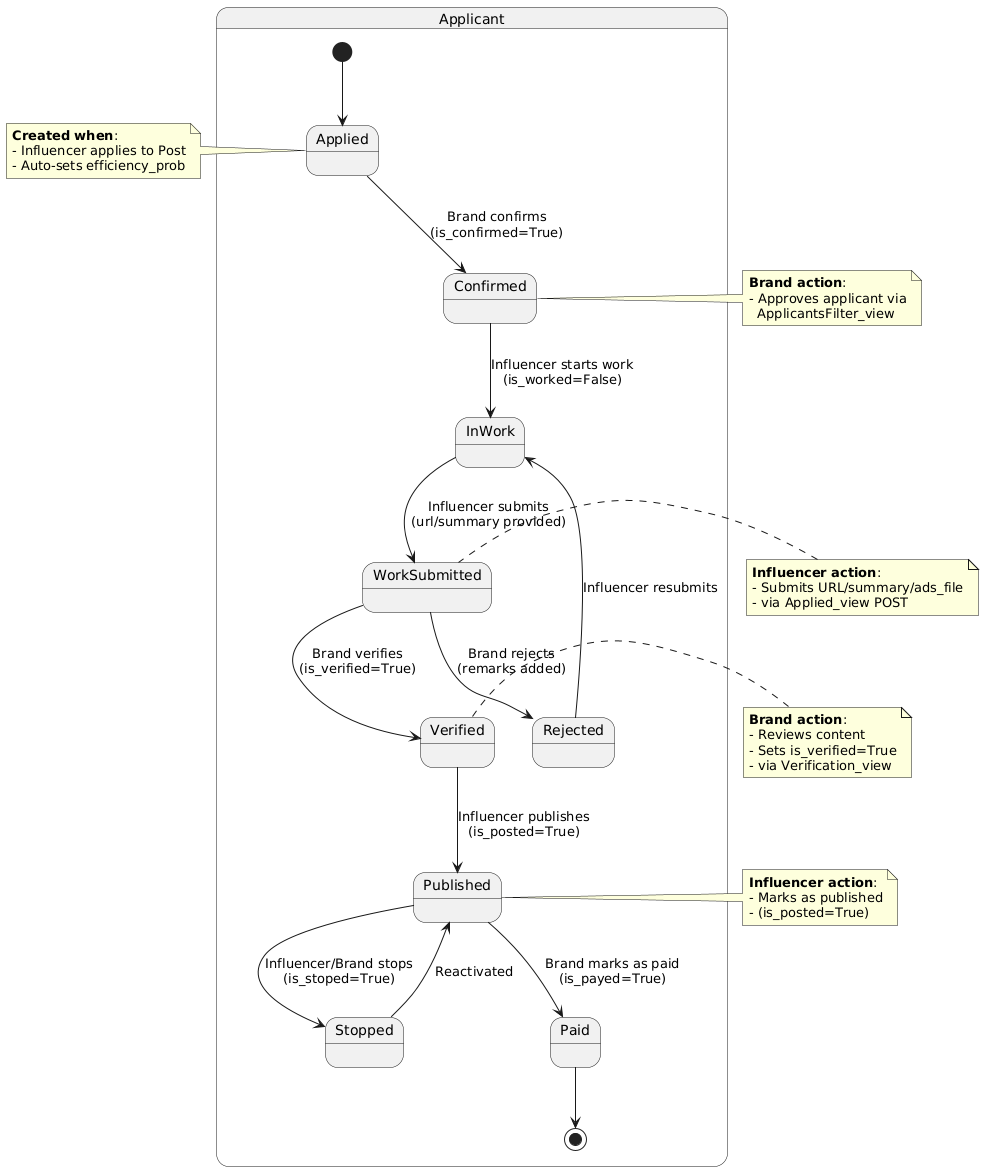 Applicant
Created when:
- Influencer applies to Post
- Auto-sets efficiency_prob
Applied
Brand confirms
(is_confirmed=True)
Confirmed
Brand action:
- Approves applicant via
ApplicantsFilter_view
Influencer starts work
(is_worked=False)
InWork
Influencer submits
(url/summary provided)
WorkSubmitted
Influencer action:
- Submits URL/summary/ads_file
- via Applied_view POST
Influencer resubmits
Brand verifies
(is_verified=True)
Brand rejects
(remarks added)
Verified
Rejected
Brand action:
- Reviews content
- Sets is_verified=True
- via Verification_view
Influencer publishes
(is_posted=True)
Published
Influencer action:
- Marks as published
- (is_posted=True)
Influencer/Brand stops
(is_stoped=True)
Reactivated
Brand marks as paid
(is_payed=True)
Stopped
Paid